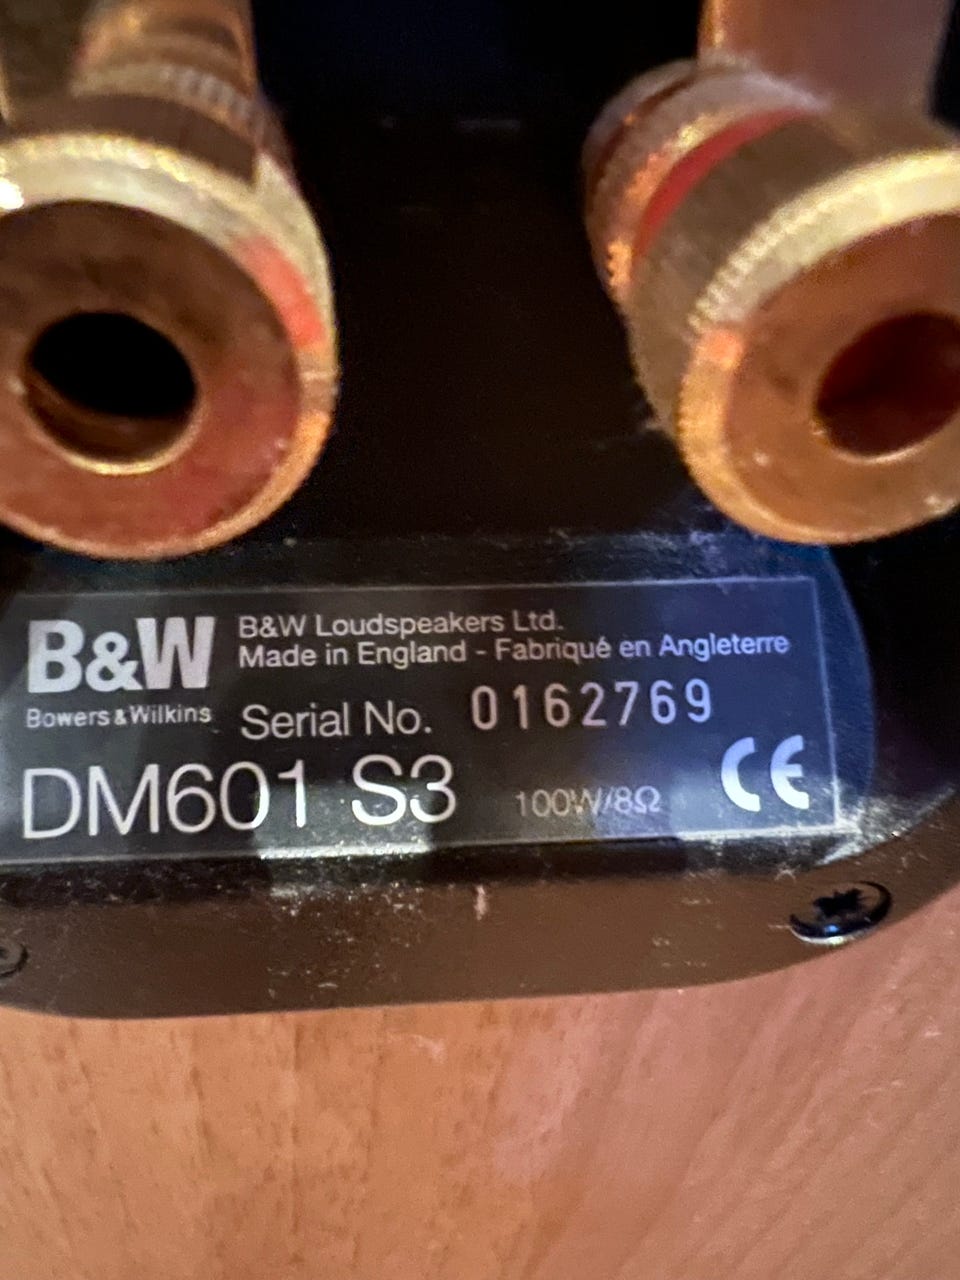 B&W
Bowers & Wilkins
B&W Loudspeakers Ltd.
Made in England - Fabriqué en Angleterre
Serial No. 0162769
DM601 S3 100W/8Ω CE